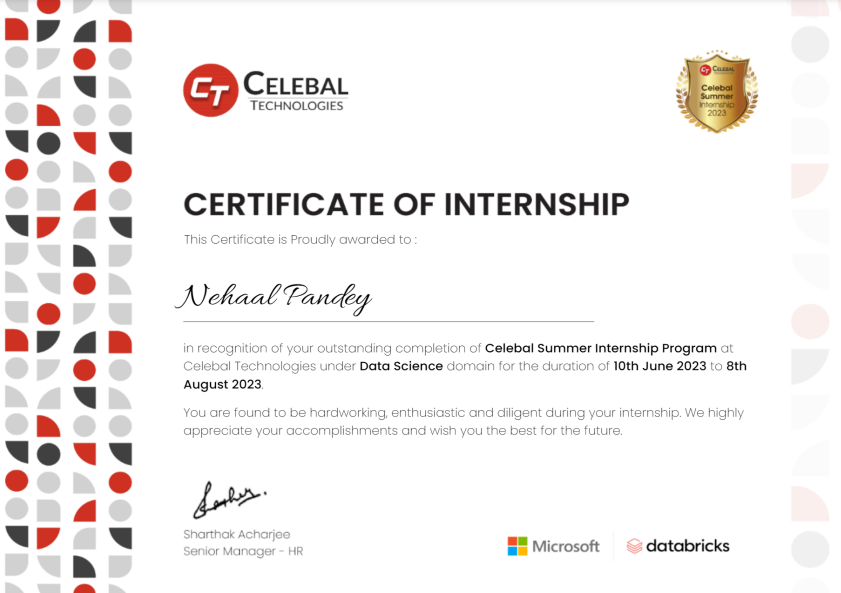 CT CELEBAL
TECHNOLOGIES
CT CELEBAL
Celebal
Summer
Internship
2023
CERTIFICATE OF INTERNSHIP
This Certificate is Proudly awarded to :
Nehaal Pandey
in recognition of your outstanding completion of Celebal Summer Internship Program at
Celebal Technologies under Data Science domain for the duration of 10th June 2023 to 8th
August 2023.
You are found to be hardworking, enthusiastic and diligent during your internship. We highly
appreciate your accomplishments and wish you the best for the future.
Sharthak Acharjee
Senior Manager - HR
Microsoft
databricks